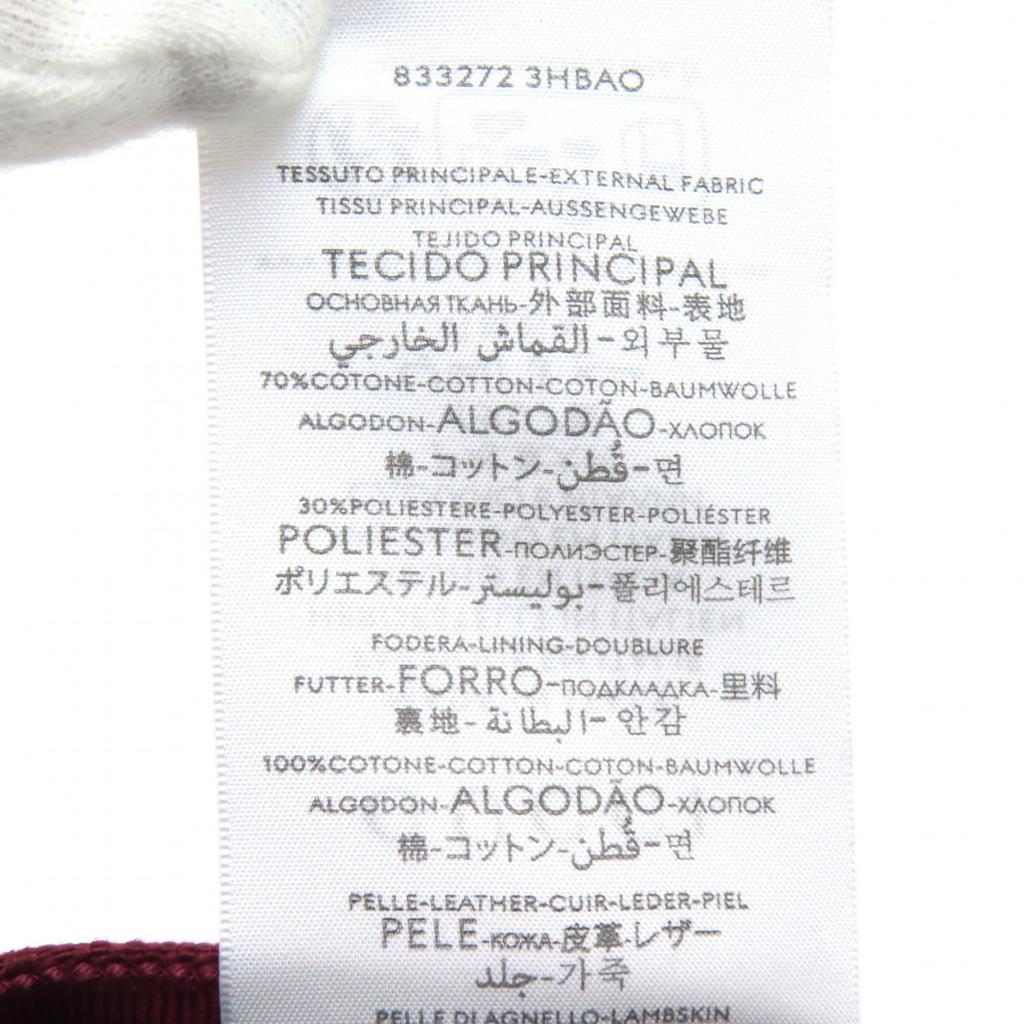 833272 3HBAO
TESSUTO PRINCIPALE-EXTERNAL FABRIC
TISSU PRINCIPAL-AUSSENGEWEBE
TEJIDO PRINCIPAL
TECIDO PRINCIPAL
ОСНОВНАЯ ТКАНЬ-外部面料-表地
القماش الخارجي-외부물
70%COTONE-COTTON-COTON-BAUMWOLLE
ALGODON-ALGODÃO-ХЛОПОК
棉-コットン-قُطن-면
30%POLIESTERE-POLYESTER-POLIÉSTER
POLIESTER-ПОЛИЭСТЕР-聚酯纤维
ポリエステル-بوليستر-폴리에스테르
FODERA-LINING-DOUBLURE
FUTTER-FORRO-ПОДКЛАДКА-里料
裏地-البطانة-안감
100%COTONE-COTTON-COTON-BAUMWOLLE
ALGODON-ALGODÃO-ХЛОПОК
棉-コットン-قُطن-면
PELLE-LEATHER-CUIR-LEDER-PIEL
PELE-КОЖА-皮革-レザー
جلد-가죽
PELLE DI AGNELLO-LAMBSKIN